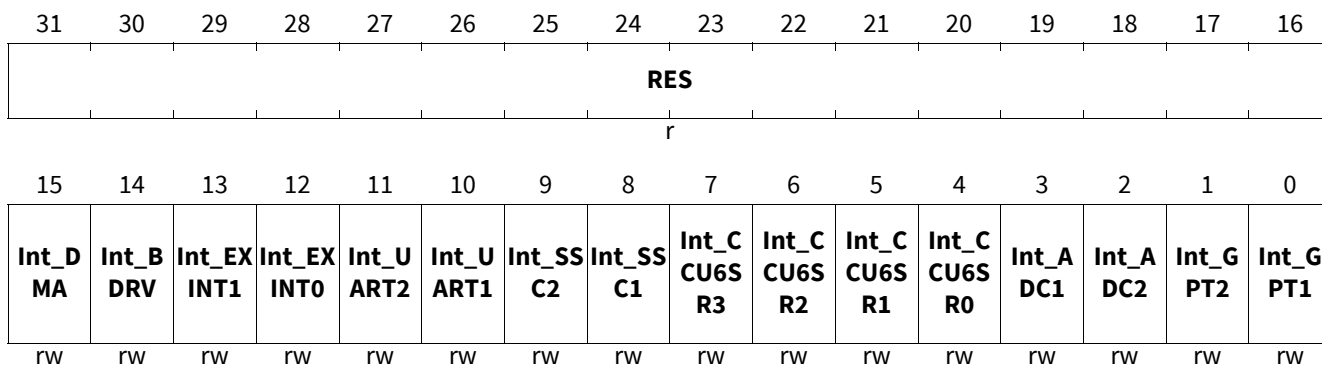 31 30 29 28 27 26 25 24 23 22 21 20 19 18 17 16
RES
r
15 14 13 12 11 10 9 8 7 6 5 4 3 2 1 0
Int_D Int_B Int_EX Int_EX Int_U Int_U Int_SS Int_SS Int_C Int_C Int_C Int_C Int_A Int_A Int_G Int_G
MA DRV INT1 INT0 ART2 ART1 C2 C1 CU6S CU6S CU6S CU6S DC1 DC2 PT2 PT1
R3 R2 R1 R0
rw rw rw rw rw rw rw rw rw rw rw rw rw rw rw rw